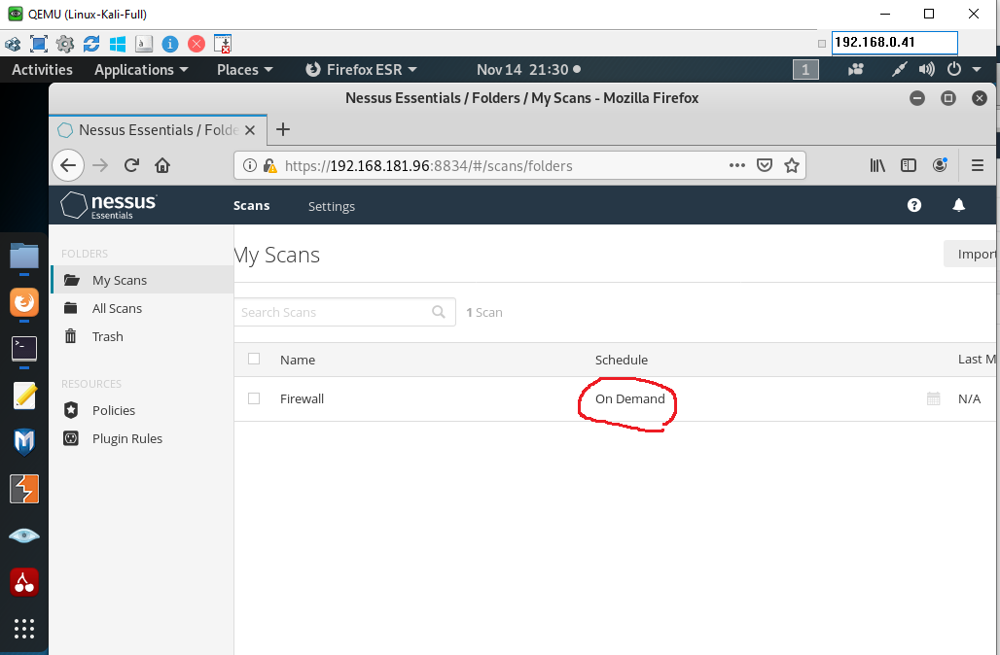 QEMU (Linux-Kali-Full)
192.168.0.41
Activities Applications Places Firefox ESR Nov 14 21:30 1
Nessus Essentials / Folders / My Scans - Mozilla Firefox
Nessus Essentials / Folde
https://192.168.181.96:8834/#/scans/folders
nessus Essentials Scans Settings
FOLDERS
My Scans
All Scans
Trash
RESOURCES
Policies
Plugin Rules
My Scans Import
Search Scans 1 Scan
Name Schedule Last M
Firewall On Demand N/A